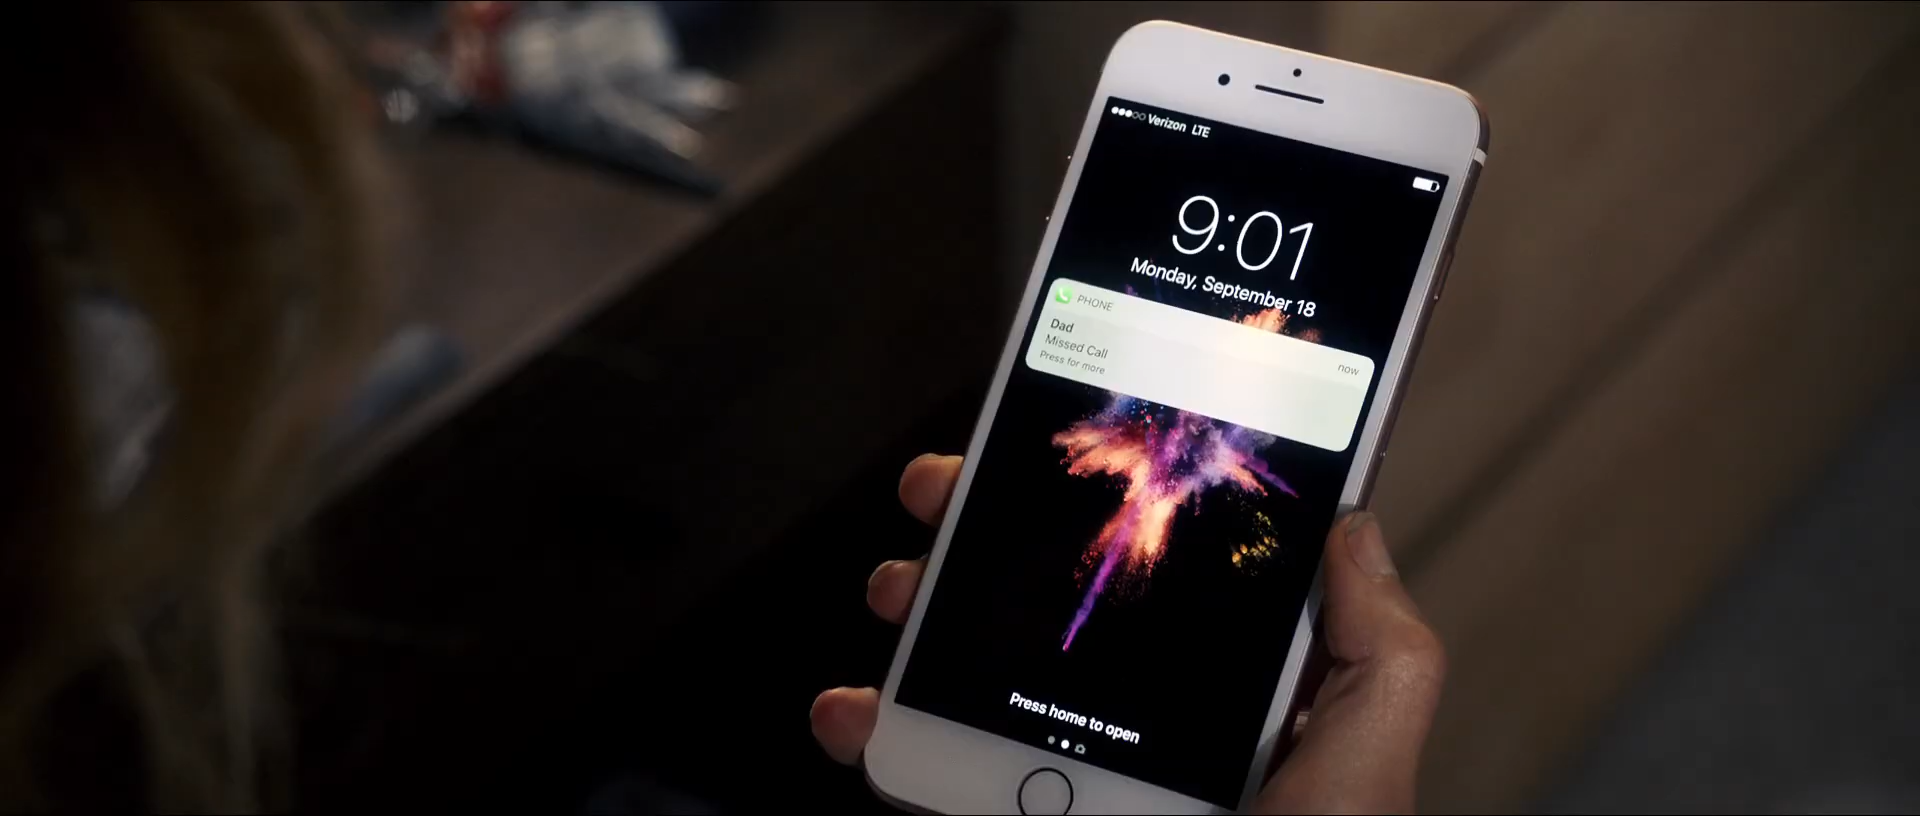 Verizon LTE
9:01
Monday, September 18
PHONE
now
Dad
Missed Call
Press for more
Press home to open